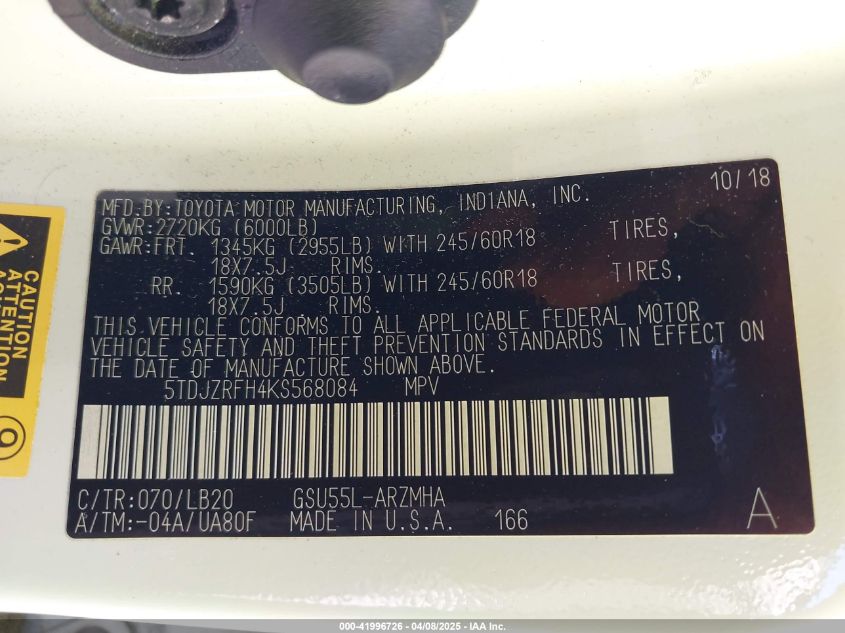 10/18
MFD.BY:TOYOTA MOTOR MANUFACTURING, INDIANA, INC.
GVWR:2720KG (6000LB)
GAWR:FRT. 1345KG (2955LB) WITH 245/60R18 TIRES,
18X7.5J RIMS.
RR. 1590KG (3505LB) WITH 245/60R18 TIRES,
18X7.5J. RIMS.
THIS VEHICLE CONFORMS TO ALL APPLICABLE FEDERAL MOTOR
VEHICLE SAFETY AND THEFT PREVENTION STANDARDS IN EFFECT ON
THE DATE OF MANUFACTURE SHOWN ABOVE.
5TDJZRFH4KS568084 MPV
C/TR:070/LB20 GSU55L-ARZMHA
A/TM:-04A/UA80F MADE IN U.S.A. 166 A
CAUTION
ATTENTION
000-41996726 - 04/08/2025 - IAA Inc.